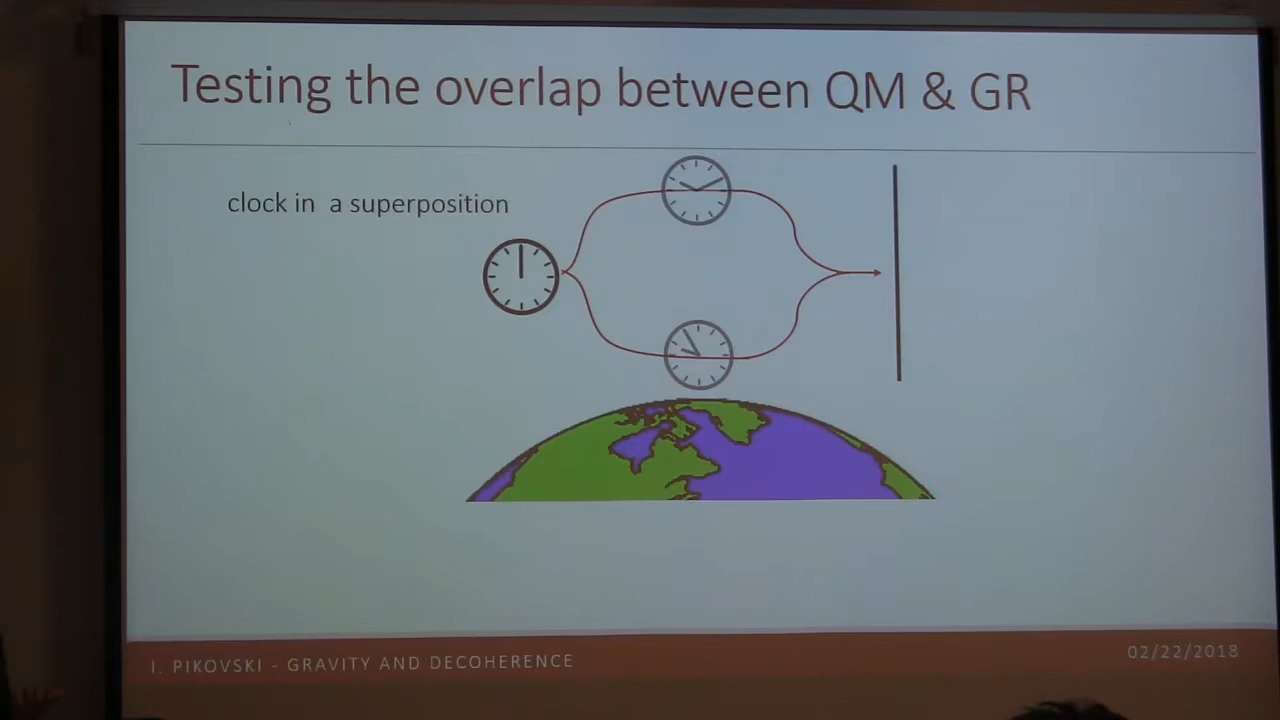 Testing the overlap between QM & GR
clock in a superposition
I. PIKOVSKI - GRAVITY AND DECOHERENCE
02/22/2018